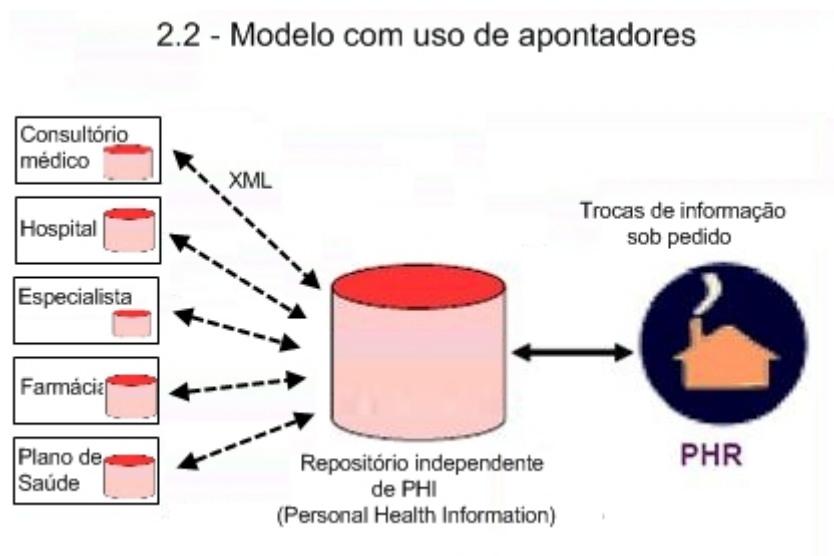 2.2 - Modelo com uso de apontadores
Consultório
médico
XML
Hospital
Especialista
Farmácia
Plano de
Saúde
Trocas de informação
sob pedido
PHR
Repositório independente
de PHI
(Personal Health Information)